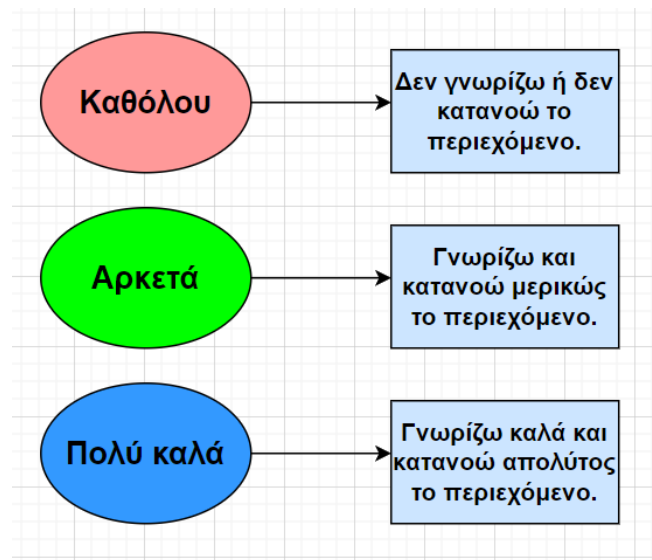 Καθόλου
Δεν γνωρίζω ή δεν
κατανοώ το
περιεχόμενο.
Αρκετά
Γνωρίζω και
κατανοώ μερικώς
το περιεχόμενο.
Πολύ καλά
Γνωρίζω καλά και
κατανοώ απολύτος
το περιεχόμενο.